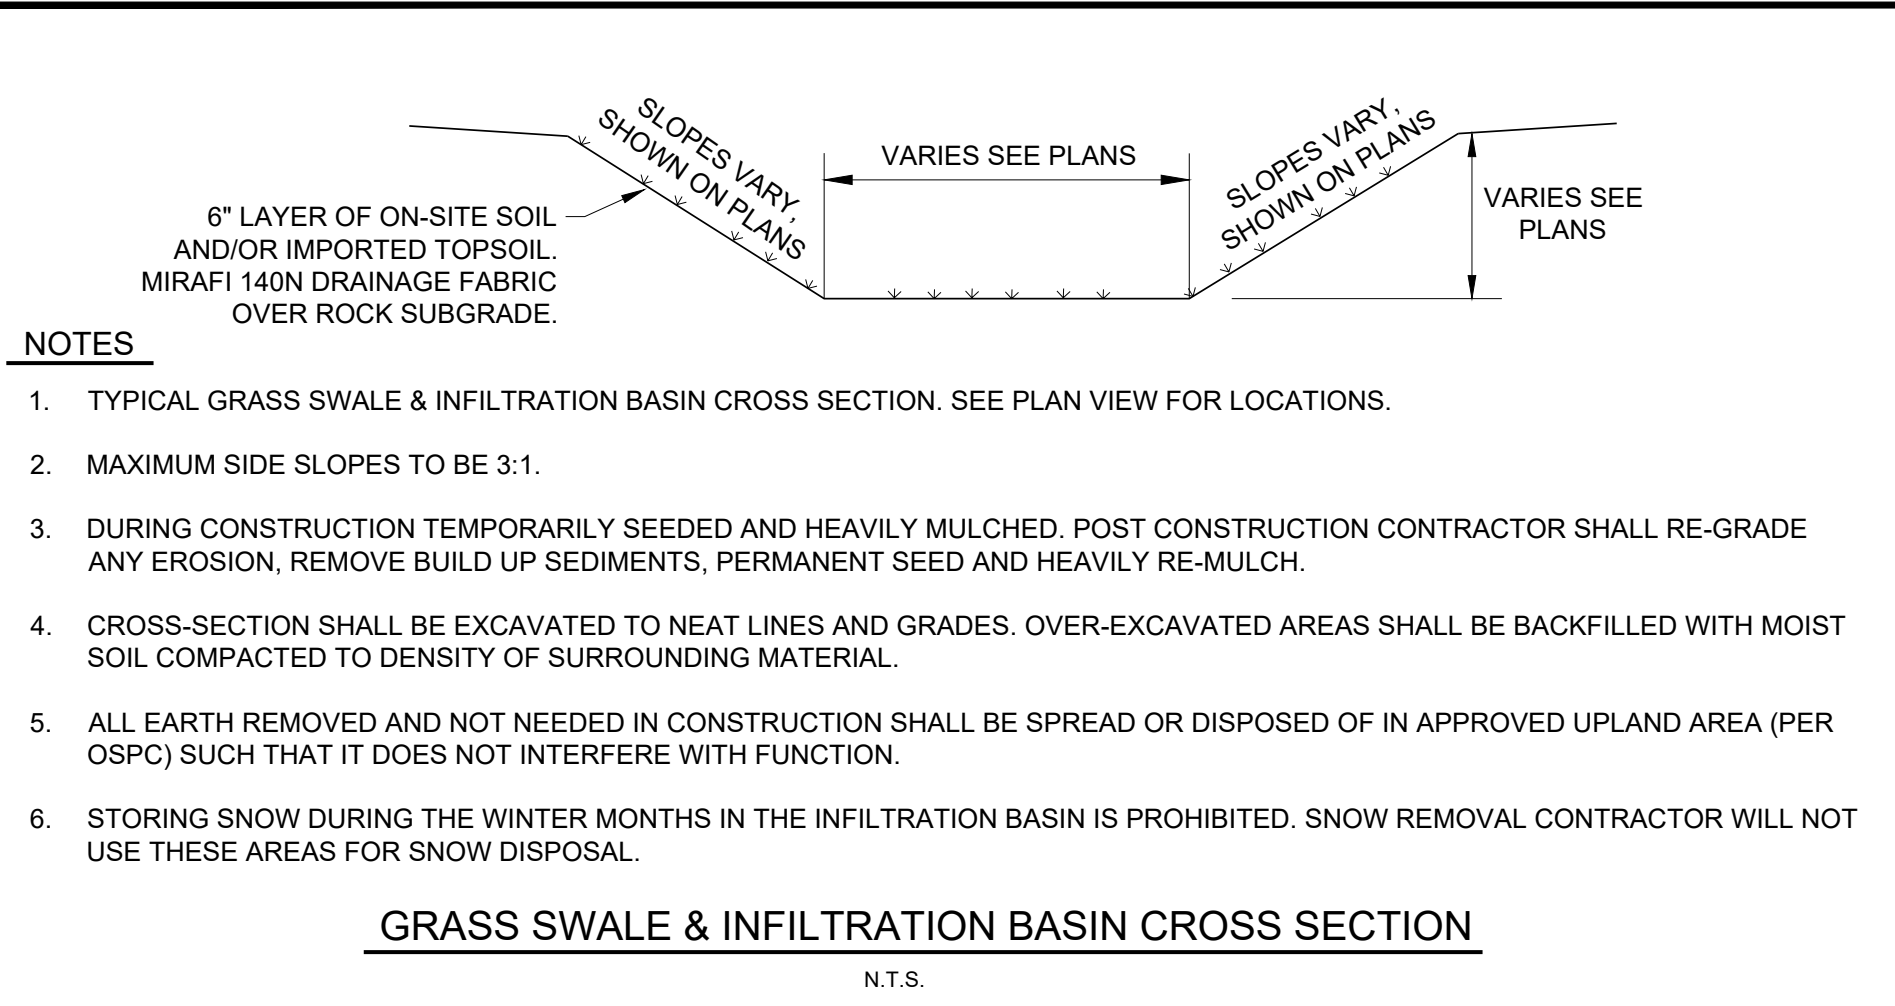 SLOPES VARY,
SHOWN ON PLANS
VARIES SEE PLANS
SLOPES VARY,
SHOWN ON PLANS
VARIES SEE
PLANS
6" LAYER OF ON-SITE SOIL
AND/OR IMPORTED TOPSOIL.
MIRAFI 140N DRAINAGE FABRIC
OVER ROCK SUBGRADE.
NOTES
1. TYPICAL GRASS SWALE & INFILTRATION BASIN CROSS SECTION. SEE PLAN VIEW FOR LOCATIONS.
2. MAXIMUM SIDE SLOPES TO BE 3:1.
3. DURING CONSTRUCTION TEMPORARILY SEEDED AND HEAVILY MULCHED. POST CONSTRUCTION CONTRACTOR SHALL RE-GRADE
ANY EROSION, REMOVE BUILD UP SEDIMENTS, PERMANENT SEED AND HEAVILY RE-MULCH.
4. CROSS-SECTION SHALL BE EXCAVATED TO NEAT LINES AND GRADES. OVER-EXCAVATED AREAS SHALL BE BACKFILLED WITH MOIST
SOIL COMPACTED TO DENSITY OF SURROUNDING MATERIAL.
5. ALL EARTH REMOVED AND NOT NEEDED IN CONSTRUCTION SHALL BE SPREAD OR DISPOSED OF IN APPROVED UPLAND AREA (PER
OSPC) SUCH THAT IT DOES NOT INTERFERE WITH FUNCTION.
6. STORING SNOW DURING THE WINTER MONTHS IN THE INFILTRATION BASIN IS PROHIBITED. SNOW REMOVAL CONTRACTOR WILL NOT
USE THESE AREAS FOR SNOW DISPOSAL.
GRASS SWALE & INFILTRATION BASIN CROSS SECTION
N.T.S.